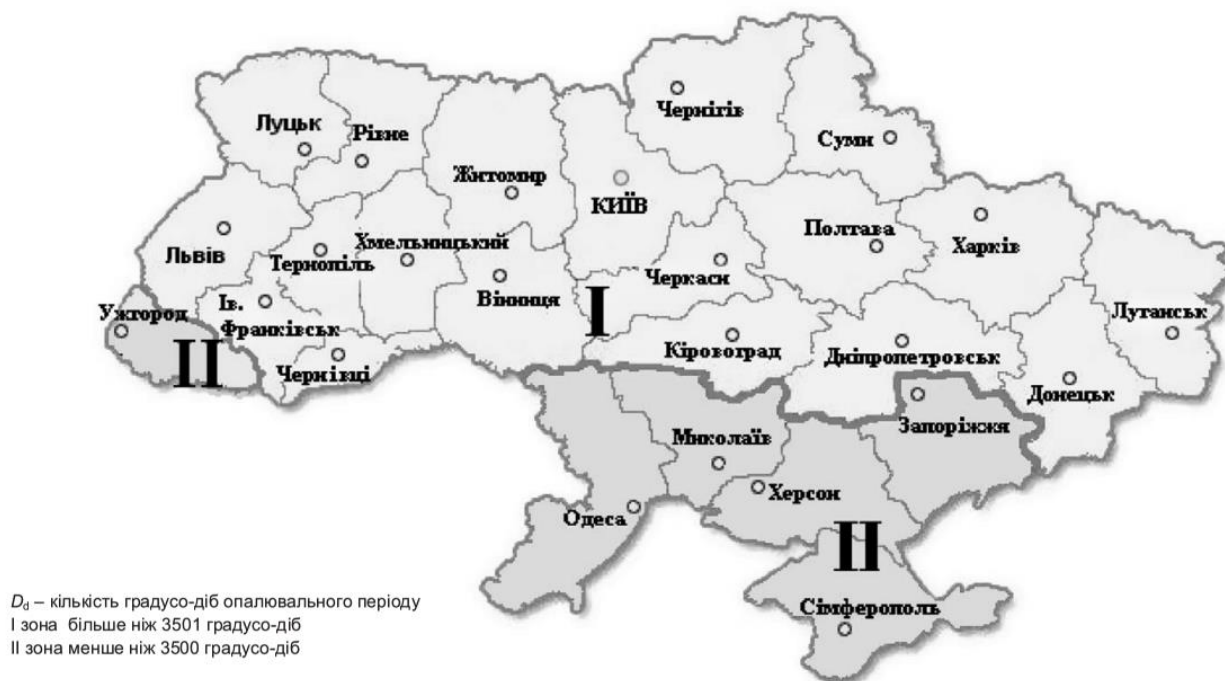 Чернігів
Луцьк
Рівне
Суми
Житомир
КИЇВ
Львів
Тернопіль
Хмельницький
Полтава
Харків
Черкаси
Вінниця
Ужгород
Ів.
Франківськ
I
Луганськ
II
Чернівці
Кіровоград
Дніпропетровськ
Донецьк
Запоріжжя
Миколаїв
Херсон
Одеса
II
Сімферополь
Dd – кількість градусо-діб опалювального періоду
I зона більше ніж 3501 градусо-діб
II зона менше ніж 3500 градусо-діб